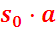 s₀ · a